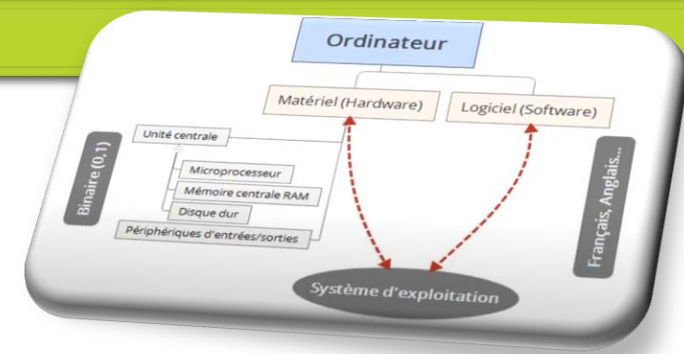 Ordinateur
Matériel (Hardware)
Logiciel (Software)
Binaire (0,1)
Unité centrale
Microprocesseur
Mémoire centrale RAM
Disque dur
Périphériques d'entrées/sorties
Français, Anglais...
Système d'exploitation